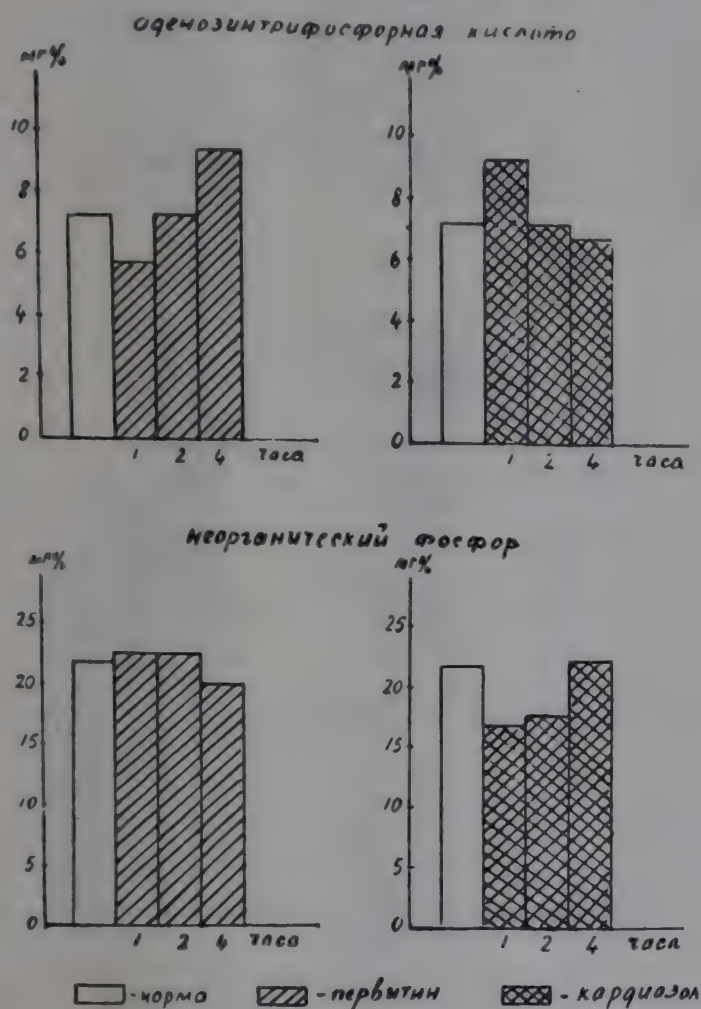 аденозинтрифосфорная кислота
мг% мг%
10 10
8 8
6 6
4 4
2 2
0 0
1 2 4 часа 1 2 4 часа
неорганический фосфор
мг% мг%
25 25
20 20
15 15
10 10
5 5
0 0
1 2 4 часа 1 2 4 часа
-норма -первитин - кардиазол